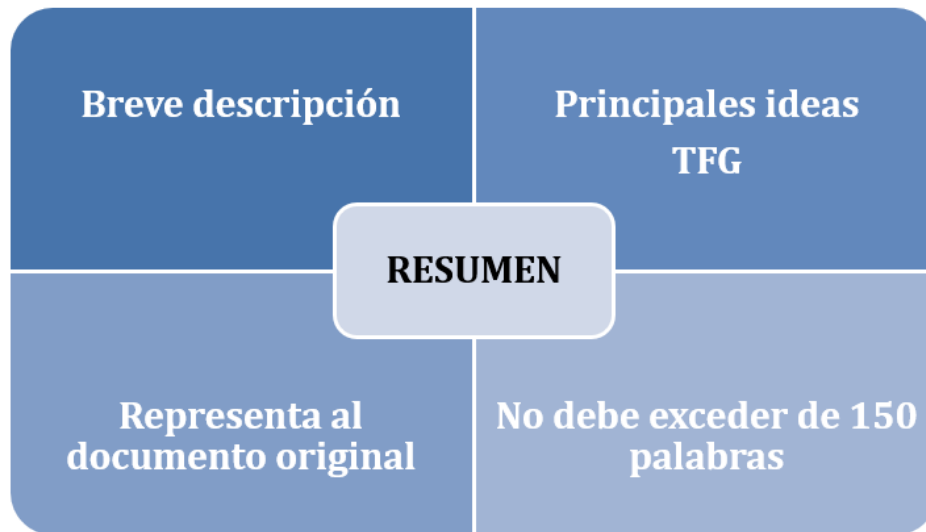 Breve descripción
Principales ideas
TFG
RESUMEN
Representa al
documento original
No debe exceder de 150
palabras